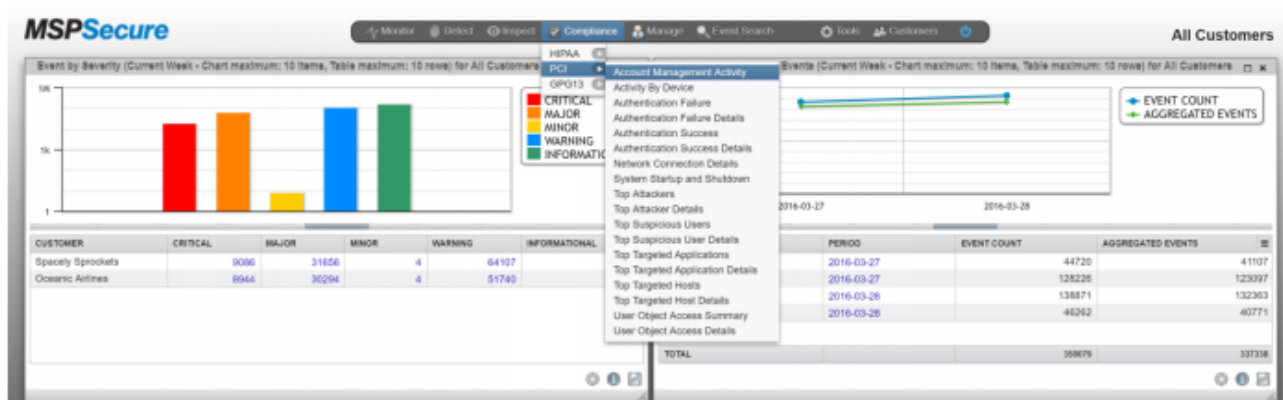 MSPSecure
Monitor Detect Inspect Compliance Manage Event Search Tools Customers
All Customers
HIPAA
PCI
GPG13
Event by Severity (Current Week - Chart maximum: 10 items, Table maximum: 10 rows) for All Customers
5K
1K
1
CRITICAL
MAJOR
MINOR
WARNING
INFORMATIO
CUSTOMER CRITICAL MAJOR MINOR WARNING INFORMATIONAL
Spacely Sprockets 9086 31656 4 64107
Oceanic Airlines 8944 30294 4 51740
Account Management Activity
Activity By Device
Authentication Failure
Authentication Failure Details
Authentication Success
Authentication Success Details
Network Connection Details
System Startup and Shutdown
Top Attackers
Top Attacker Details
Top Suspicious Users
Top Suspicious User Details
Top Targeted Applications
Top Targeted Application Details
Top Targeted Hosts
Top Targeted Host Details
User Object Access Summary
User Object Access Details
Events (Current Week - Chart maximum: 10 items, Table maximum: 10 rows) for All Customers
EVENT COUNT
AGGREGATED EVENTS
2016-03-27 2016-03-28
PERIOD EVENT COUNT AGGREGATED EVENTS
2016-03-27 44720 41107
2016-03-27 128226 123097
2016-03-28 138871 132363
2016-03-28 46262 40771
TOTAL 358079 337338